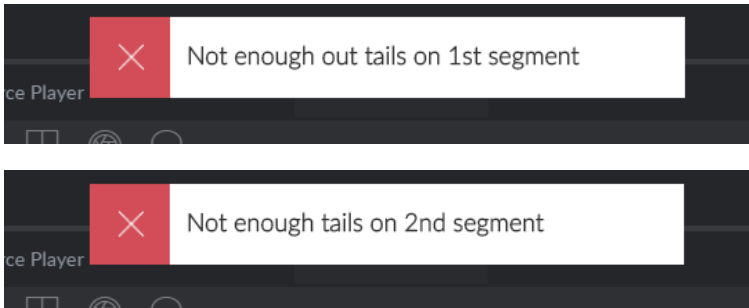 Not enough out tails on 1st segment
rce Player
Not enough tails on 2nd segment
rce Player